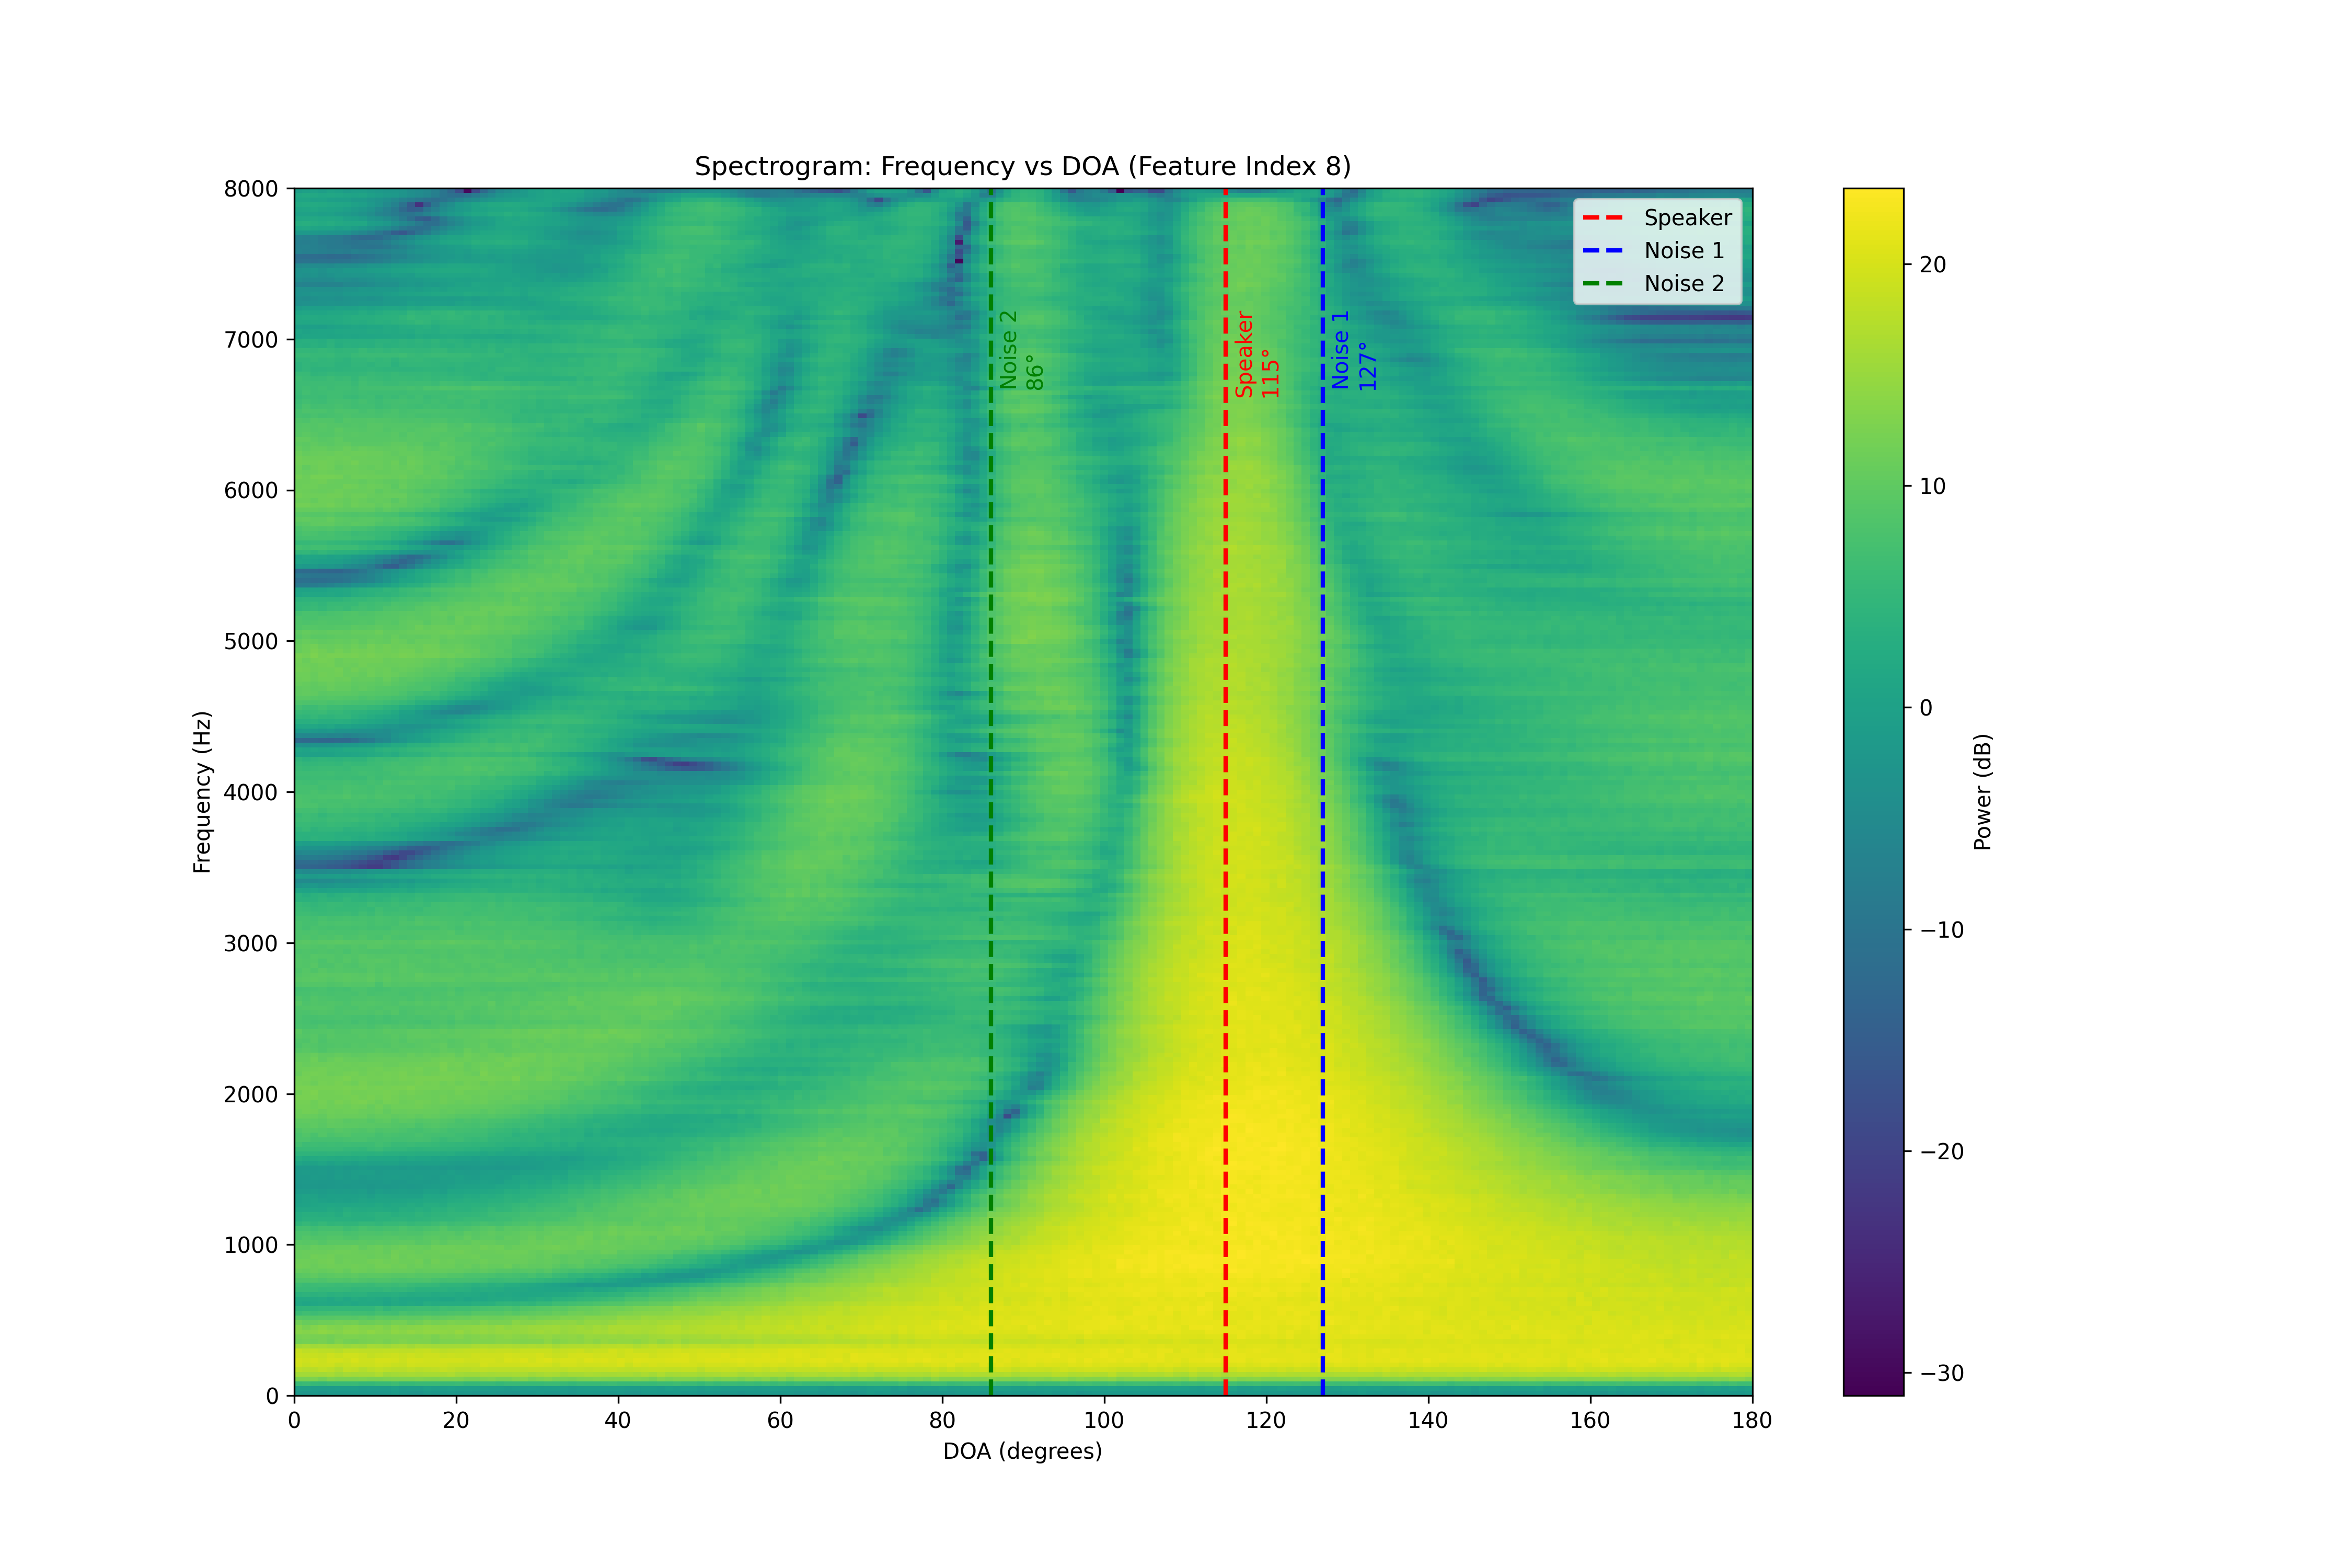 Spectrogram: Frequency vs DOA (Feature Index 8)
8000
7000
6000
5000
4000
3000
2000
1000
0
Frequency (Hz)
0 20 40 60 80 100 120 140 160 180
DOA (degrees)
Noise 2
86°
Speaker
115°
Noise 1
127°
Speaker
Noise 1
Noise 2
20
10
0
−10
−20
−30
Power (dB)